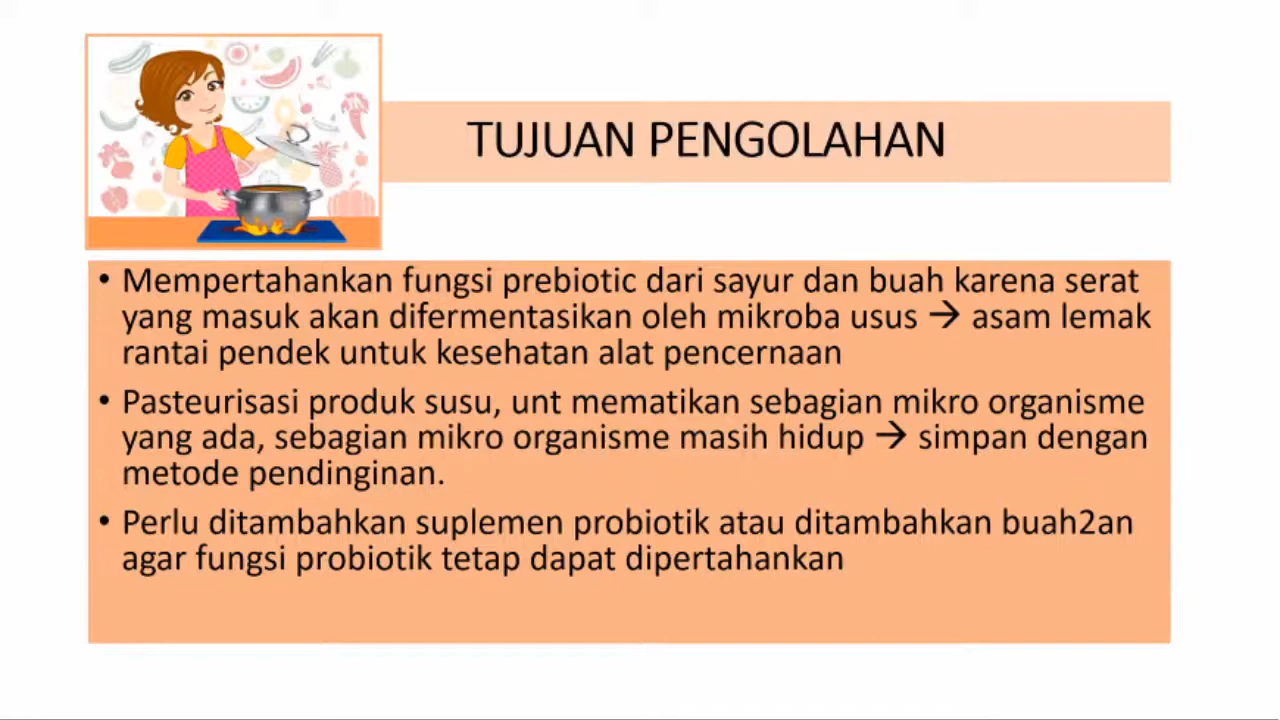 TUJUAN PENGOLAHAN
• Mempertahankan fungsi prebiotic dari sayur dan buah karena serat
yang masuk akan difermentasikan oleh mikroba usus → asam lemak
rantai pendek untuk kesehatan alat pencernaan
• Pasteurisasi produk susu, unt mematikan sebagian mikro organisme
yang ada, sebagian mikro organisme masih hidup → simpan dengan
metode pendinginan.
• Perlu ditambahkan suplemen probiotik atau ditambahkan buah2an
agar fungsi probiotik tetap dapat dipertahankan